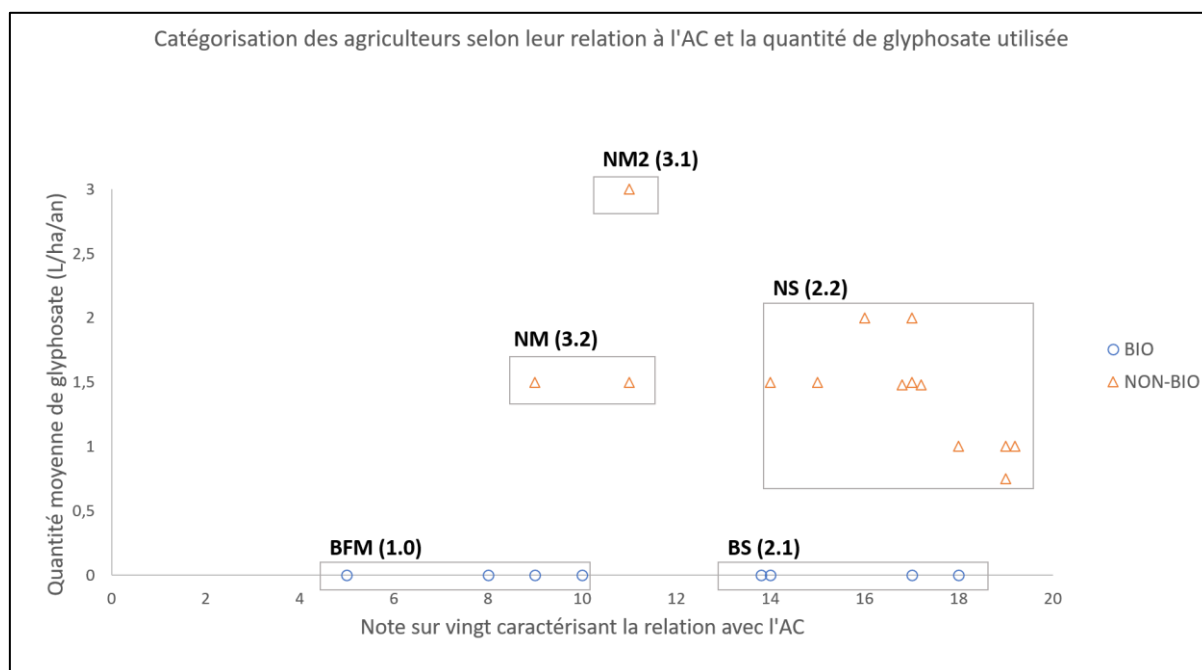 Catégorisation des agriculteurs selon leur relation à l'AC et la quantité de glyphosate utilisée
Quantité moyenne de glyphosate (L/ha/an)
3
2,5
2
1,5
1
0,5
0
NM2 (3.1)
NS (2.2)
NM (3.2)
BFM (1.0)
BS (2.1)
BIO
NON-BIO
0 2 4 6 8 10 12 14 16 18 20
Note sur vingt caractérisant la relation avec l'AC